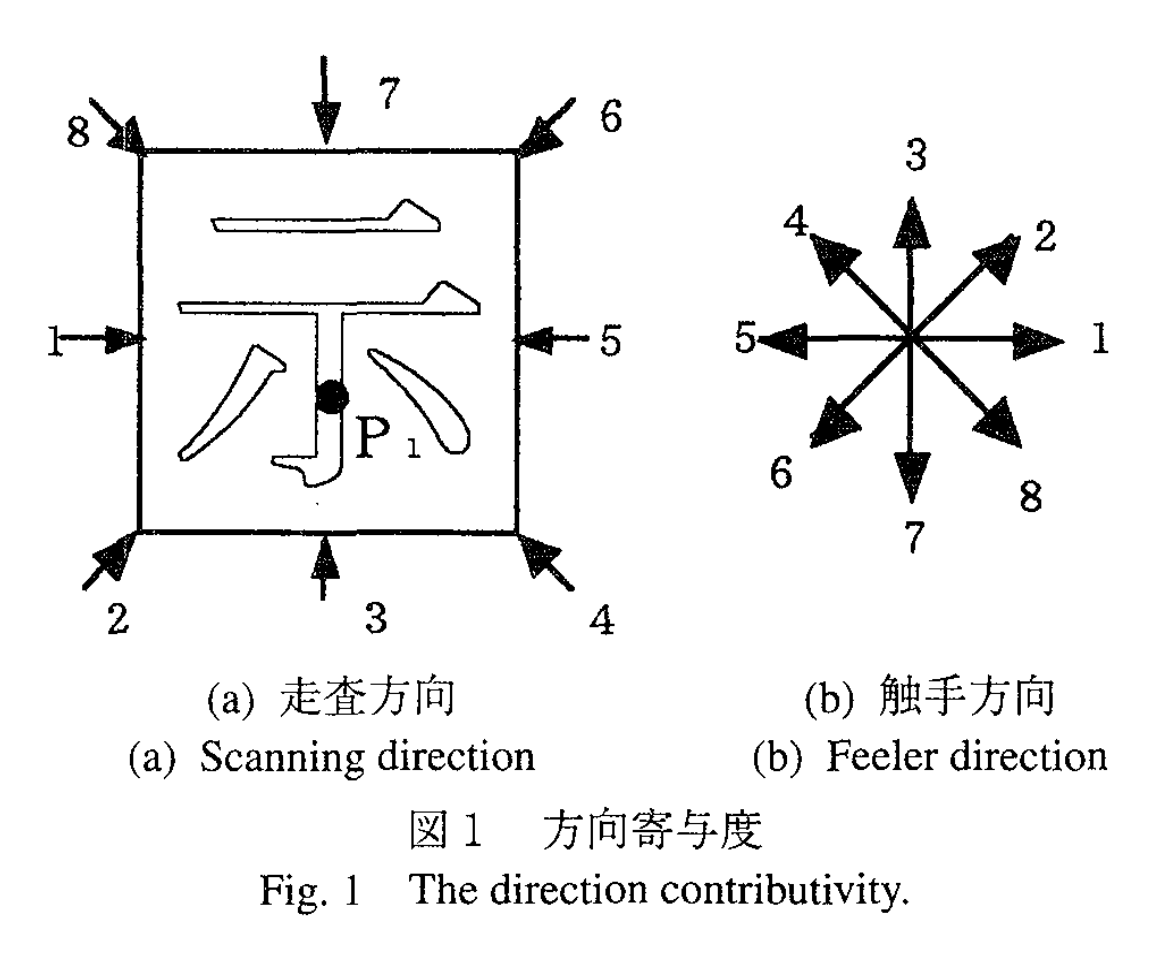 7
8
6
1
示
5
P1
2
3
4
3
4
2
5
1
6
8
7
(a) 走査方向
(b) 触手方向
(a) Scanning direction
(b) Feeler direction
図1 方向寄与度
Fig. 1 The direction contributivity.